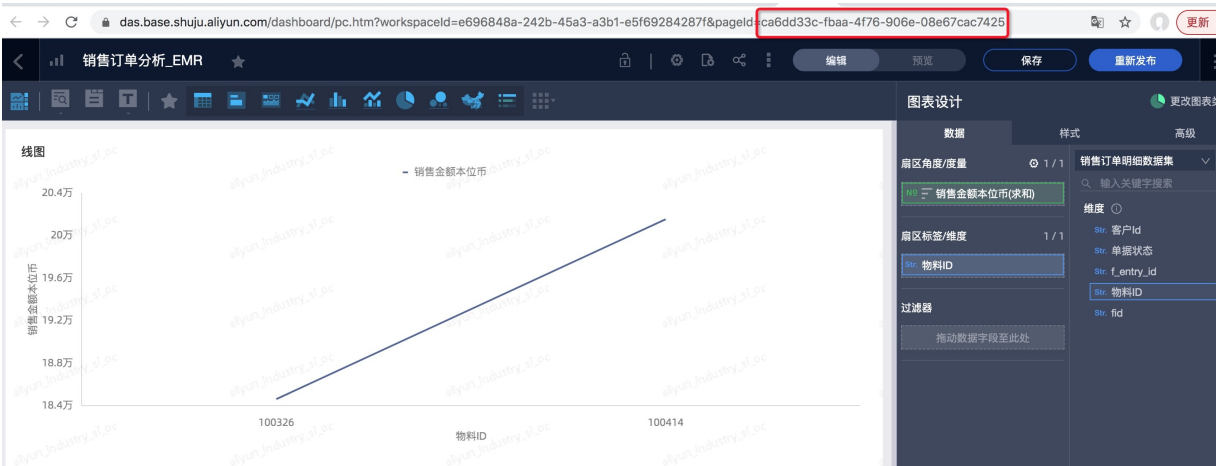 das.base.shuju.aliyun.com/dashboard/pc.htm?workspaceId=e696848a-242b-45a3-a3b1-e5f69284287f&pageId=ca6dd33c-fbaa-4f76-906e-08e67cac7425
更新
销售订单分析_EMR
编辑
预览
保存
重新发布
图表设计
更改图表类
数据
样式
高级
线图
销售金额本位币
20.4万
20万
19.6万
19.2万
18.8万
18.4万
销售金额本位币
100326
100414
物料ID
扇区角度/度量
1 / 1
Nº 销售金额本位币(求和)
扇区标签/维度
1 / 1
Str. 物料ID
过滤器
拖动数据字段至此处
销售订单明细数据集
输入关键字搜索
维度
Str. 客户Id
Str. 单据状态
Str. f_entry_id
Str. 物料ID
Str. fid